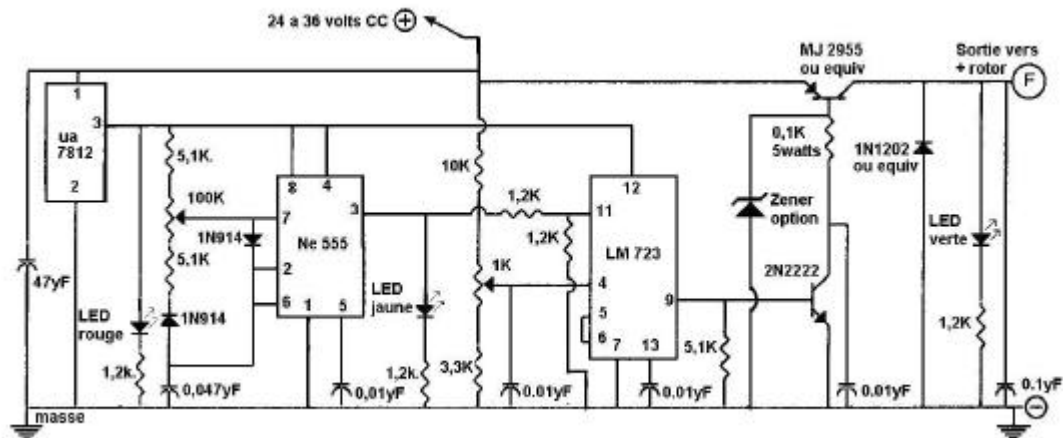 24 a 36 volts CC
+
MJ 2955
ou equiv
Sortie vers
+ rotor
F
1
ua
7812
3
2
5,1K.
100K
5,1K
1N914
1N914
8
4
7
3
2
6
1
5
Ne 555
10K
1,2K
1,2K
1K
3,3K
12
11
LM 723
4
5
6
7
13
9
0,1K
5watts
1N1202
ou equiv
Zener
option
2N2222
5,1K
LED
verte
1,2K
47yF
LED
rouge
1,2k.
0,047yF
0,01yF
LED
jaune
1,2k.
0.01yF
0.01yF
0.01yF
0.1yF
masse